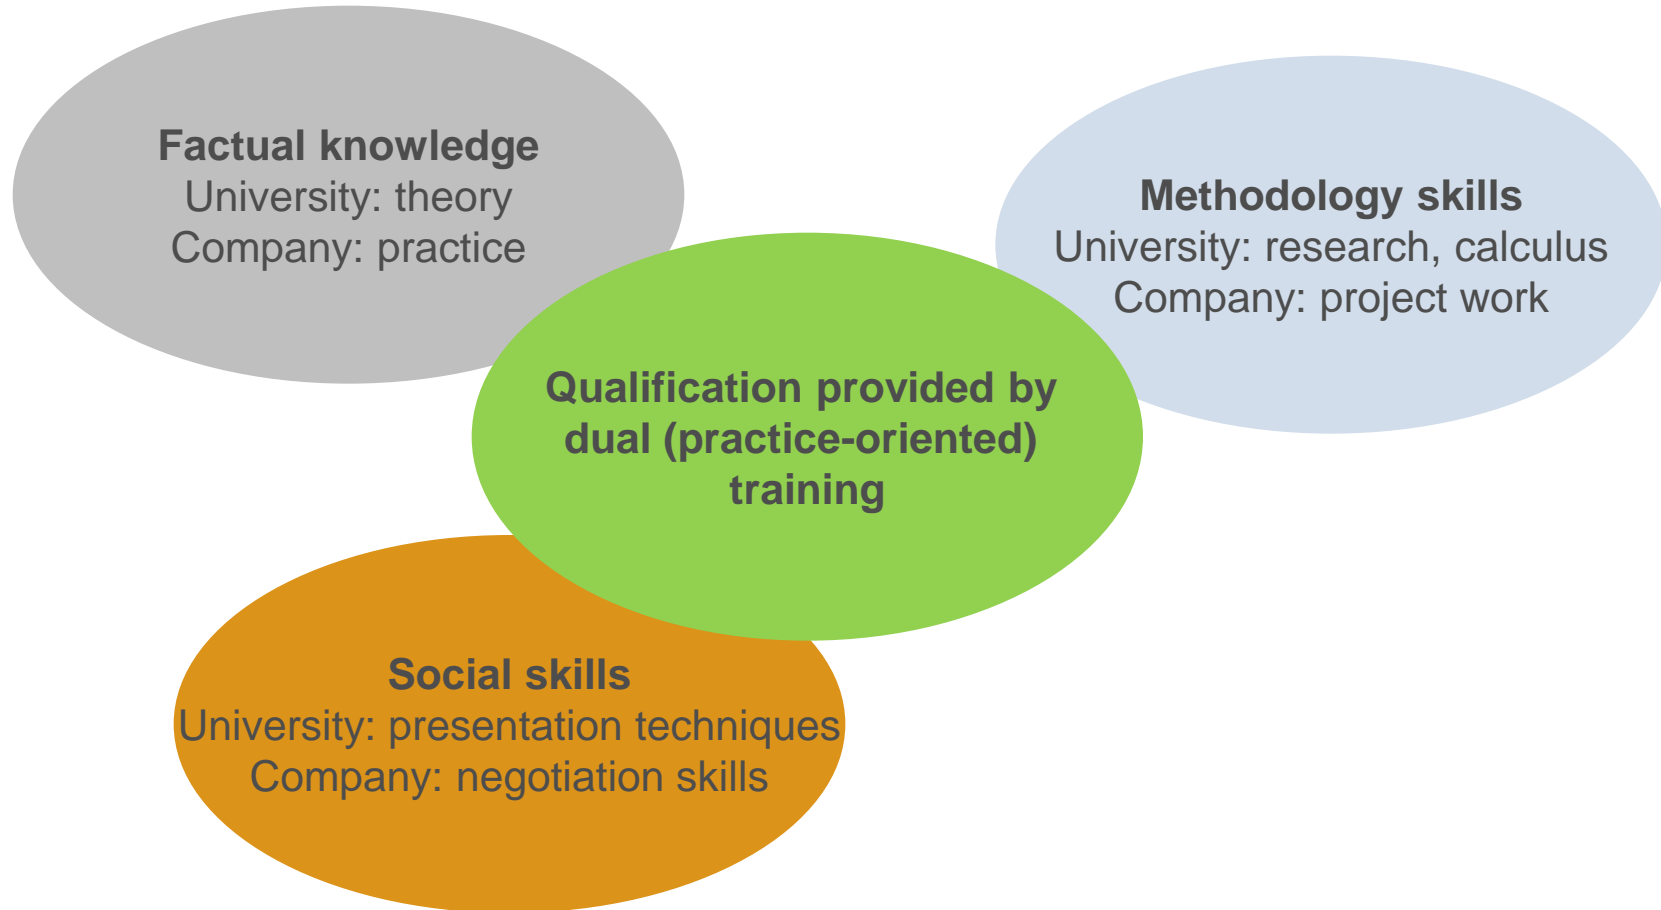 Factual knowledge
University: theory
Company: practice
Methodology skills
University: research, calculus
Company: project work
Qualification provided by
dual (practice-oriented)
training
Social skills
University: presentation techniques
Company: negotiation skills